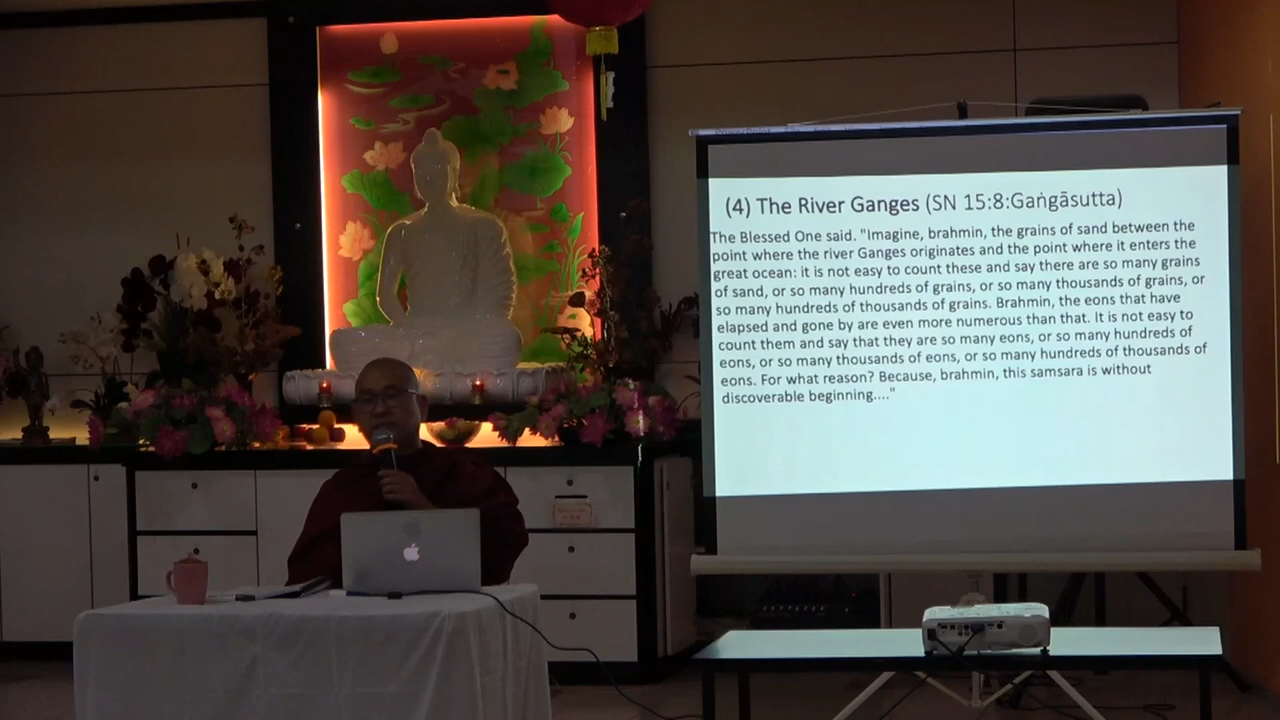 (4) The River Ganges (SN 15:8:Gaṅgāsutta)
The Blessed One said. "Imagine, brahmin, the grains of sand between the
point where the river Ganges originates and the point where it enters the
great ocean: it is not easy to count these and say there are so many grains
of sand, or so many hundreds of grains, or so many thousands of grains, or
so many hundreds of thousands of grains. Brahmin, the eons that have
elapsed and gone by are even more numerous than that. It is not easy to
count them and say that they are so many eons, or so many hundreds of
eons, or so many thousands of eons, or so many hundreds of thousands of
eons. For what reason? Because, brahmin, this samsara is without
discoverable beginning...."